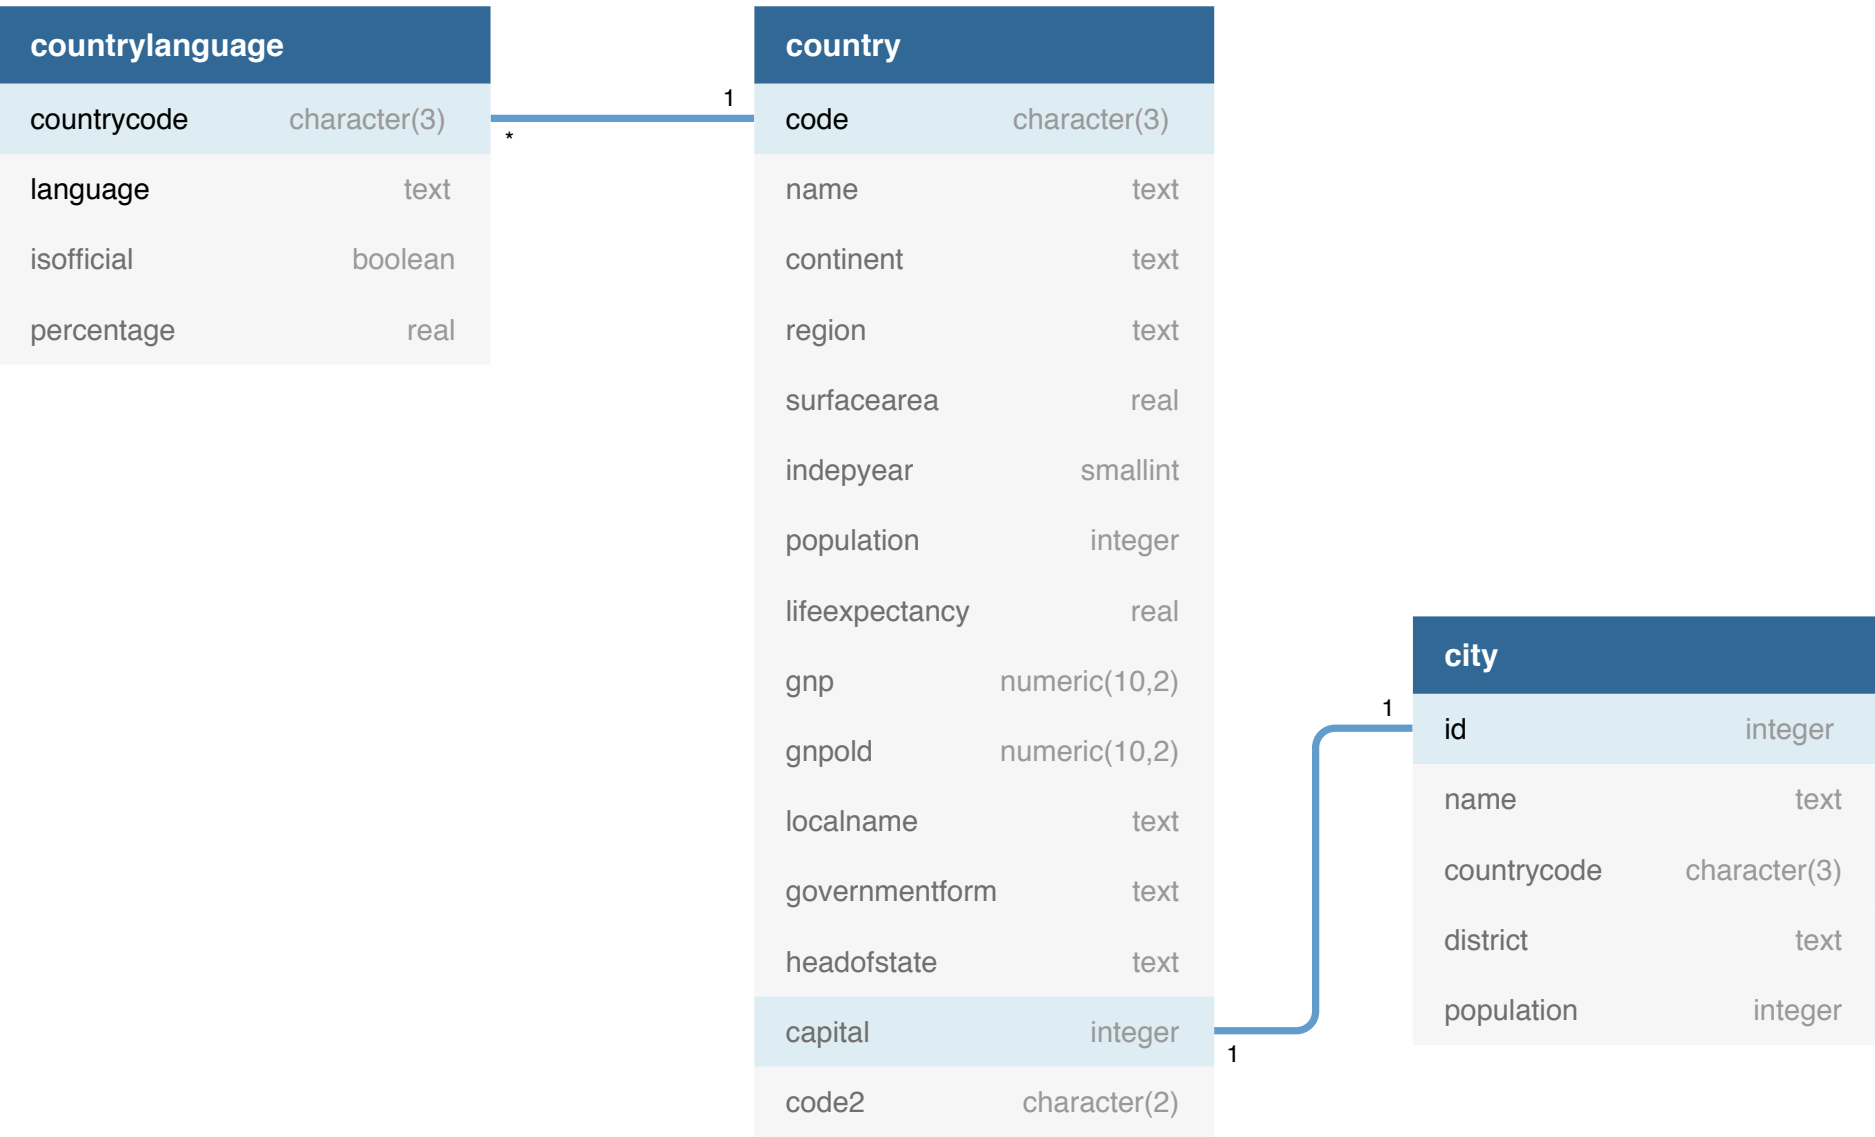 countrylanguage
countrycode character(3)
language text
isofficial boolean
percentage real
*
1
country
code character(3)
name text
continent text
region text
surfacearea real
indepyear smallint
population integer
lifeexpectancy real
gnp numeric(10,2)
gnpold numeric(10,2)
localname text
governmentform text
headofstate text
capital integer
code2 character(2)
1
1
city
id integer
name text
countrycode character(3)
district text
population integer